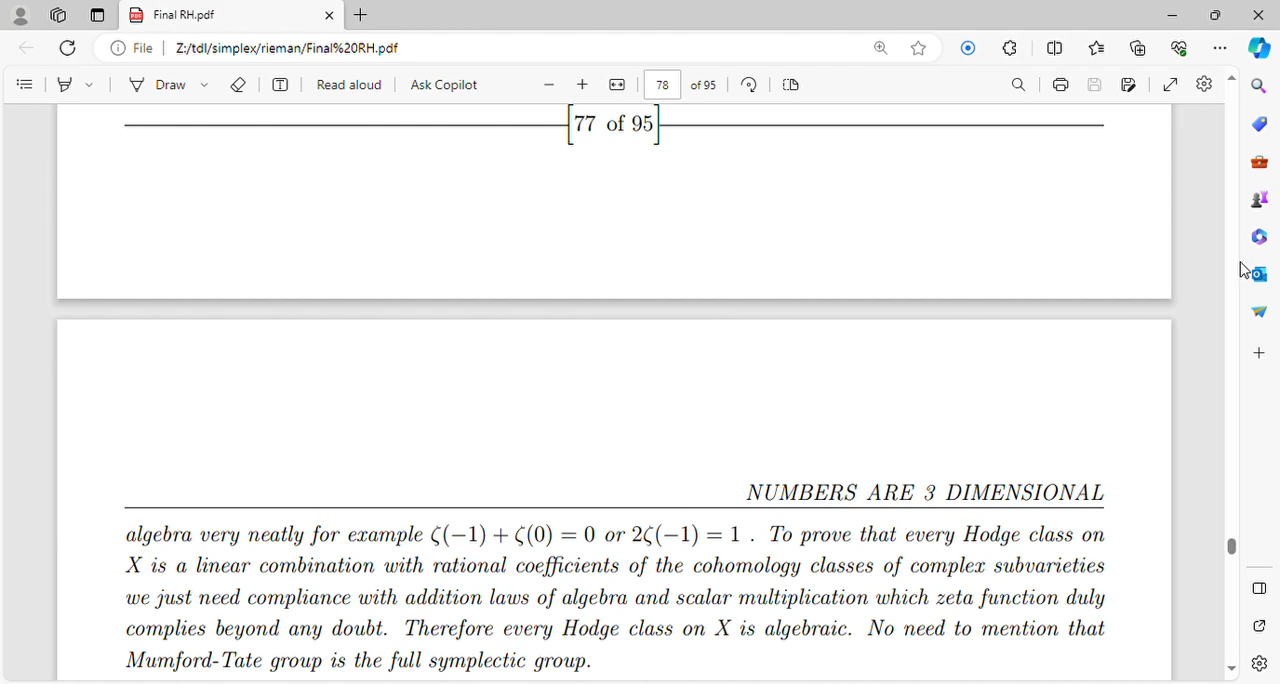 Final RH.pdf
File Z:/tdl/simplex/rieman/Final%20RH.pdf
Draw Read aloud Ask Copilot 78 of 95
77 of 95
NUMBERS ARE 3 DIMENSIONAL
algebra very neatly for example ζ(−1) + ζ(0) = 0 or 2ζ(−1) = 1 . To prove that every Hodge class on
X is a linear combination with rational coefficients of the cohomology classes of complex subvarieties
we just need compliance with addition laws of algebra and scalar multiplication which zeta function duly
complies beyond any doubt. Therefore every Hodge class on X is algebraic. No need to mention that
Mumford-Tate group is the full symplectic group.